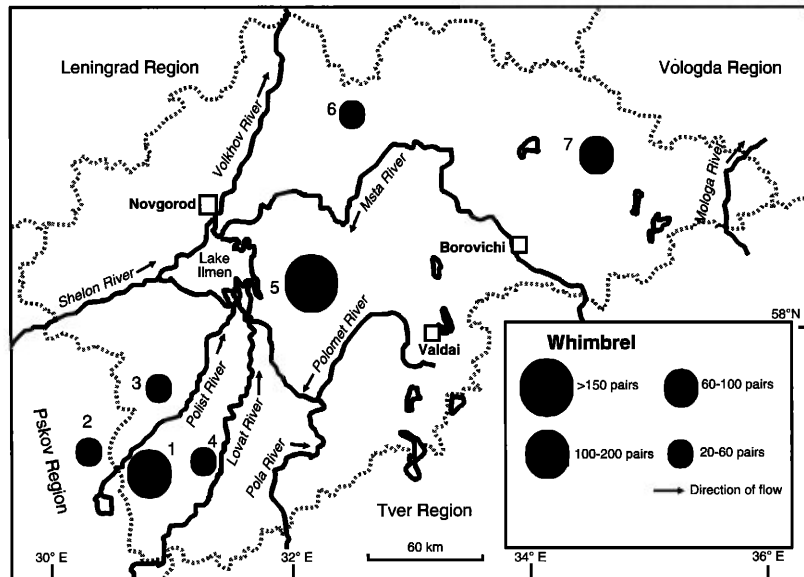 Leningrad Region
Vologda Region
Volkhov River
6
7
Mologa River
Novgorod
Msta River
Borovichi
Lake
Ilmen
Shelon River
5
58°N
Polomet River
Valdai
Whimbrel
>150 pairs
60-100 pairs
100-200 pairs
20-60 pairs
Direction of flow
3
Polist River
Lovat River
2
1
4
Pskov Region
Pola River
Tver Region
60 km
30° E
32° E
34° E
36° E